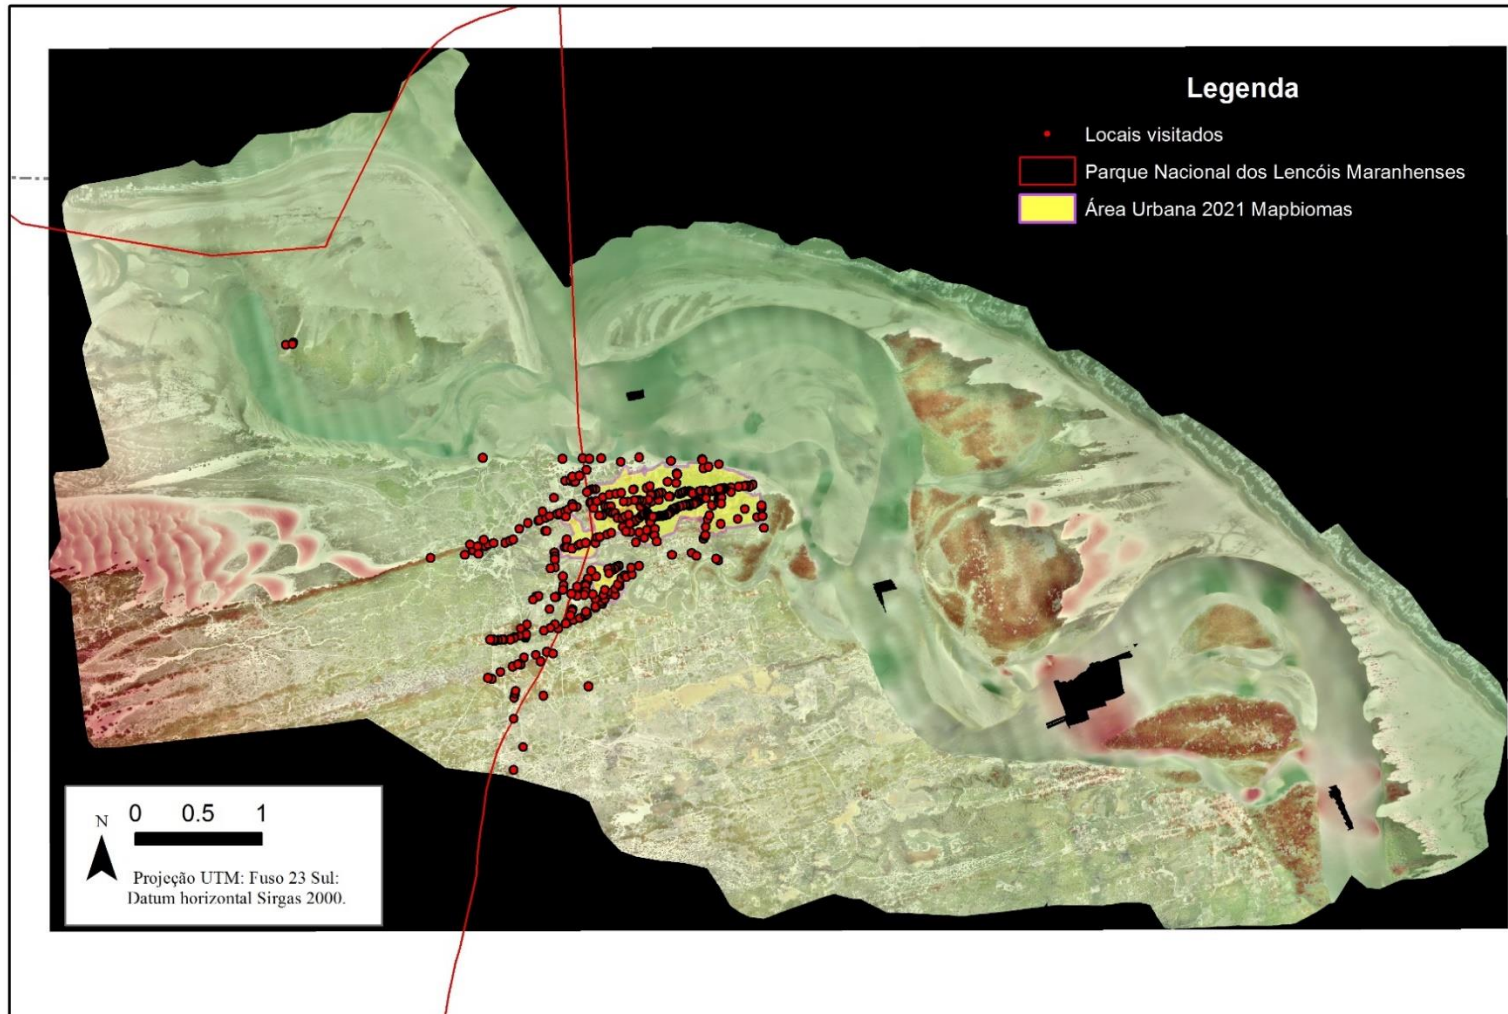 Legenda
Locais visitados
Parque Nacional dos Lencóis Maranhenses
Área Urbana 2021 Mapbiomas
0 0.5 1
N
Projeção UTM: Fuso 23 Sul:
Datum horizontal Sirgas 2000.